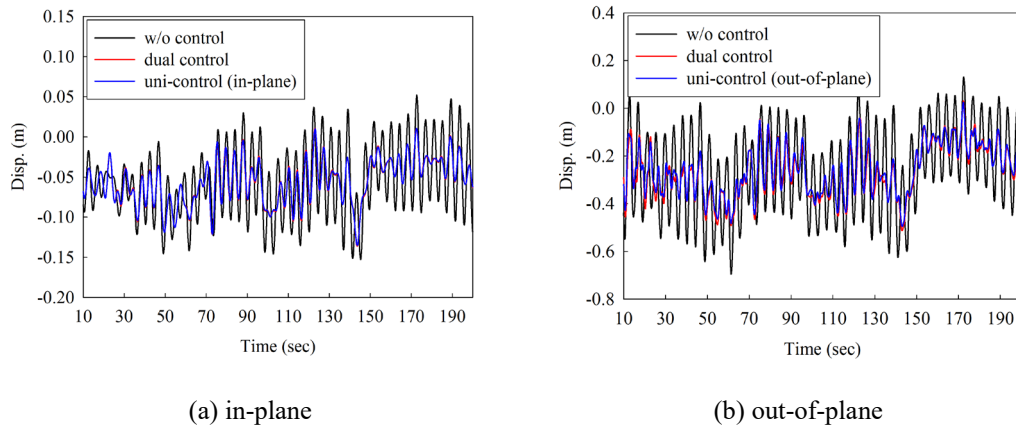 0.15
0.10
0.05
0.00
-0.05
-0.10
-0.15
-0.20
Disp. (m)
w/o control
dual control
uni-control (in-plane)
10 30 50 70 90 110 130 150 170 190
Time (sec)
(a) in-plane
0.4
0.0
-0.2
-0.4
-0.6
-0.8
Disp. (m)
w/o control
dual control
uni-control (out-of-plane)
10 30 50 70 90 110 130 150 170 190
Time (sec)
(b) out-of-plane